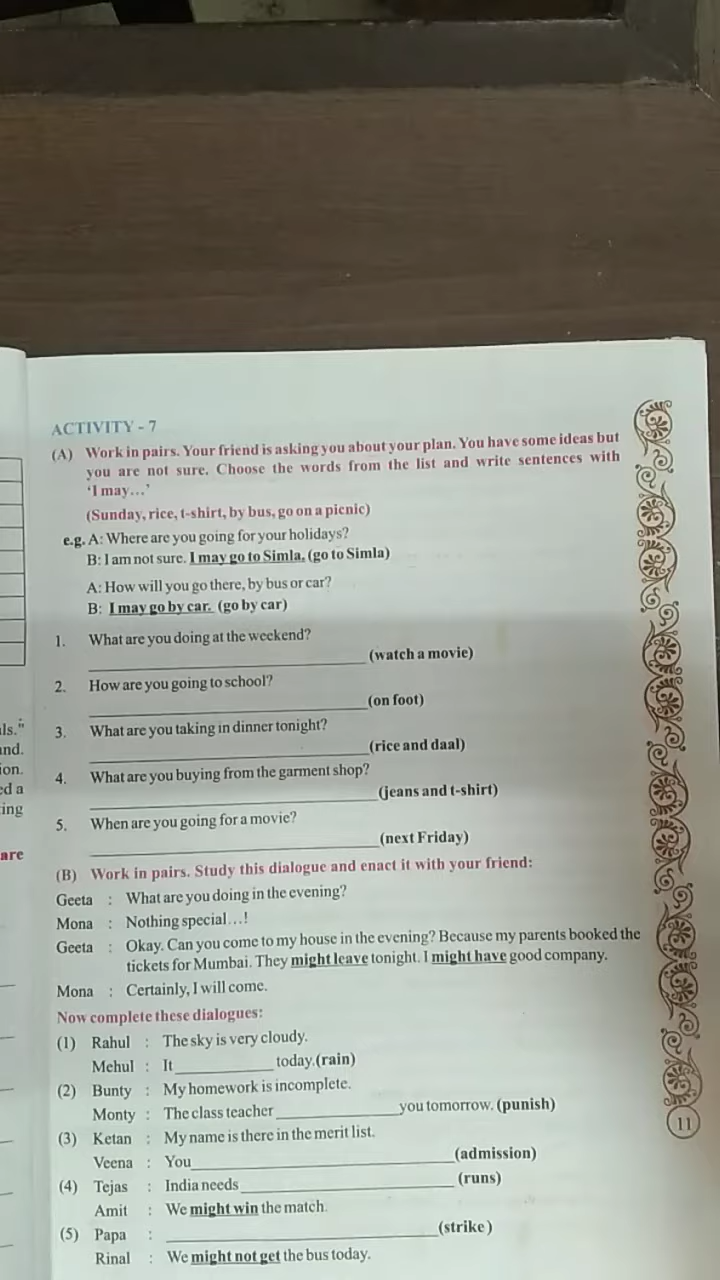 ACTIVITY - 7
(A) Work in pairs. Your friend is asking you about your plan. You have some ideas but
you are not sure. Choose the words from the list and write sentences with
‘I may…’
(Sunday, rice, t-shirt, by bus, go on a picnic)
e.g. A: Where are you going for your holidays?
B: I am not sure. I may go to Simla. (go to Simla)
A: How will you go there, by bus or car?
B: I may go by car. (go by car)
1. What are you doing at the weekend?
(watch a movie)
2. How are you going to school?
(on foot)
3. What are you taking in dinner tonight?
(rice and daal)
4. What are you buying from the garment shop?
(jeans and t-shirt)
5. When are you going for a movie?
(next Friday)
(B) Work in pairs. Study this dialogue and enact it with your friend:
Geeta : What are you doing in the evening?
Mona : Nothing special…!
Geeta : Okay. Can you come to my house in the evening? Because my parents booked the
tickets for Mumbai. They might leave tonight. I might have good company.
Mona : Certainly, I will come.
Now complete these dialogues:
(1) Rahul : The sky is very cloudy.
Mehul : It ____________ today.(rain)
(2) Bunty : My homework is incomplete.
Monty : The class teacher ______________ you tomorrow. (punish)
(3) Ketan : My name is there in the merit list.
Veena : You______________________________ (admission)
(4) Tejas : India needs ________________________ (runs)
Amit : We might win the match.
(5) Papa : ______________________________ (strike)
Rinal : We might not get the bus today.
11
ls."
and.
ion.
ed a
ting
are